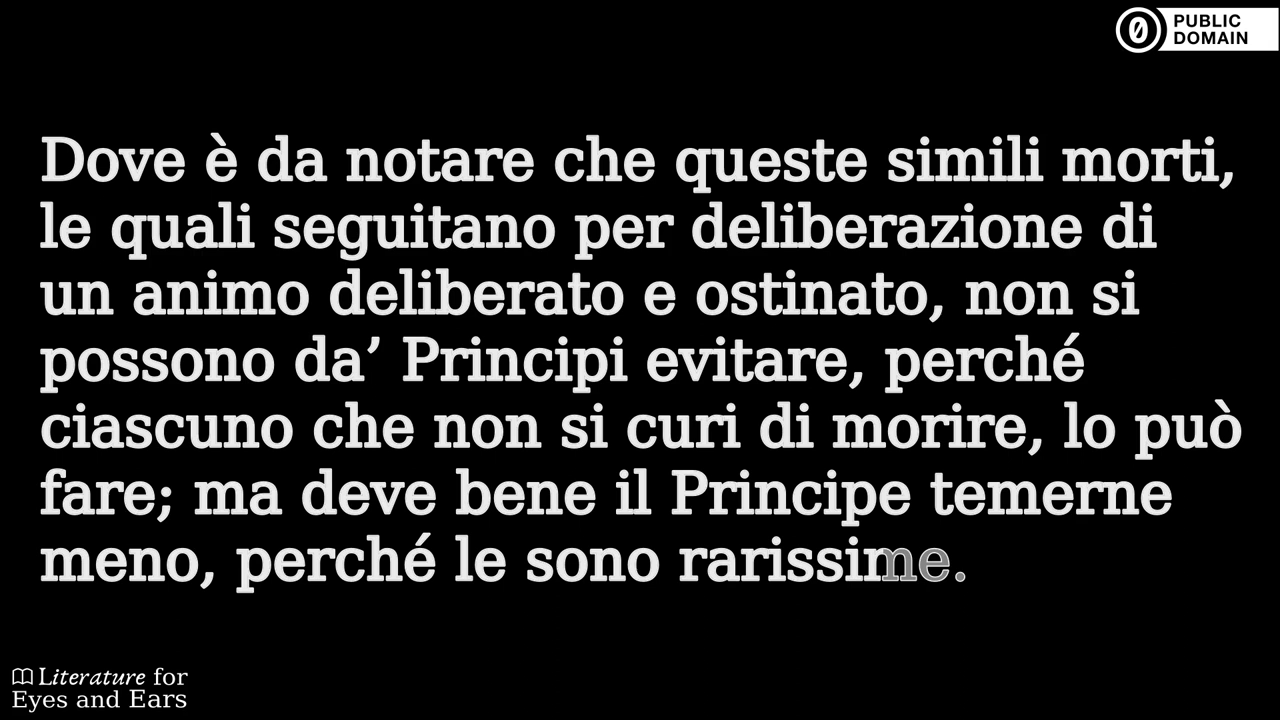 PUBLIC
DOMAIN
Dove è da notare che queste simili morti,
le quali seguitano per deliberazione di
un animo deliberato e ostinato, non si
possono da’ Principi evitare, perché
ciascuno che non si curi di morire, lo può
fare; ma deve bene il Principe temerne
meno, perché le sono rarissime.
Literature for
Eyes and Ears